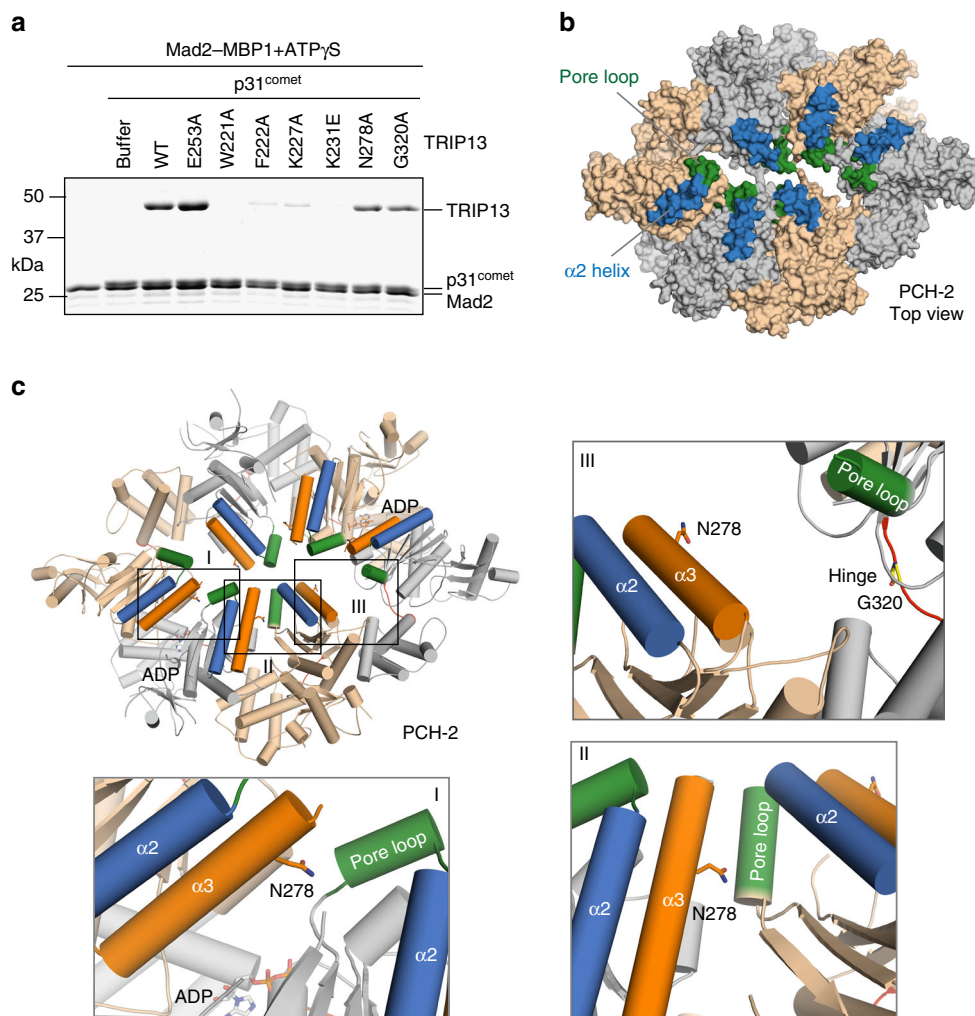 a
Mad2–MBP1+ATPγS
p31comet
Buffer
WT
E253A
W221A
F222A
K227A
K231E
N278A
G320A
TRIP13
50
37
kDa
25
TRIP13
p31comet
Mad2
b
Pore loop
α2 helix
PCH-2
Top view
c
I
II
III
ADP
ADP
PCH-2
III
Pore loop
N278
α2
α3
Hinge
G320
I
α2
α3
Pore loop
N278
α2
ADP
II
α2
α3
N278
Pore loop
α2